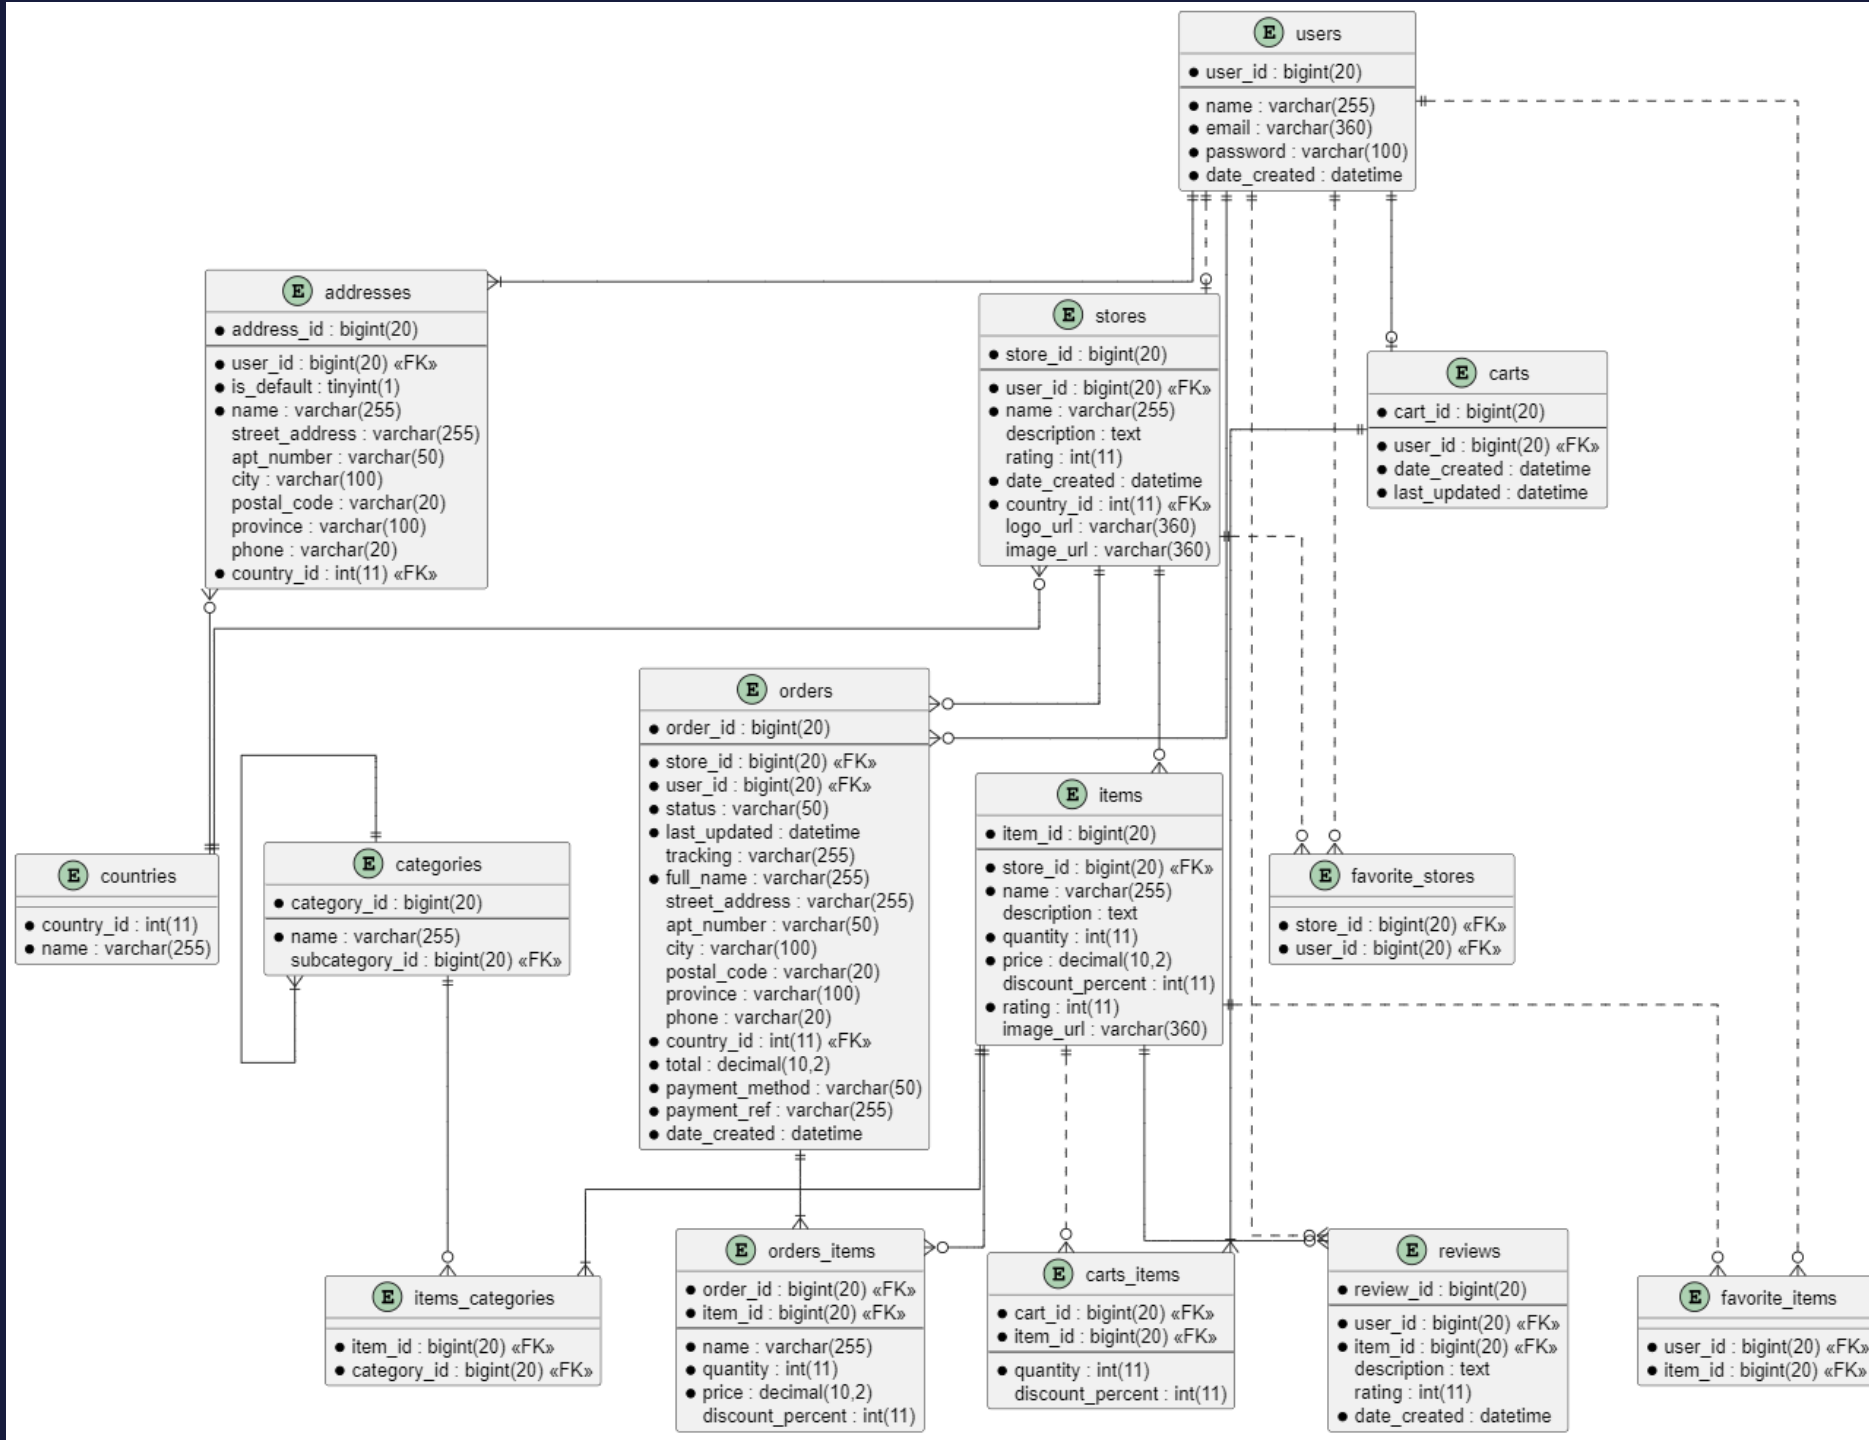 E users
● user_id : bigint(20)
● name : varchar(255)
● email : varchar(360)
● password : varchar(100)
● date_created : datetime
E addresses
● address_id : bigint(20)
● user_id : bigint(20) «FK»
● is_default : tinyint(1)
● name : varchar(255)
street_address : varchar(255)
apt_number : varchar(50)
city : varchar(100)
postal_code : varchar(20)
province : varchar(100)
phone : varchar(20)
● country_id : int(11) «FK»
E stores
● store_id : bigint(20)
● user_id : bigint(20) «FK»
● name : varchar(255)
description : text
rating : int(11)
● date_created : datetime
● country_id : int(11) «FK»
logo_url : varchar(360)
image_url : varchar(360)
E carts
● cart_id : bigint(20)
● user_id : bigint(20) «FK»
● date_created : datetime
● last_updated : datetime
E orders
● order_id : bigint(20)
● store_id : bigint(20) «FK»
● user_id : bigint(20) «FK»
● status : varchar(50)
● last_updated : datetime
tracking : varchar(255)
● full_name : varchar(255)
street_address : varchar(255)
apt_number : varchar(50)
city : varchar(100)
postal_code : varchar(20)
province : varchar(100)
phone : varchar(20)
● country_id : int(11) «FK»
● total : decimal(10,2)
● payment_method : varchar(50)
● payment_ref : varchar(255)
● date_created : datetime
E items
● item_id : bigint(20)
● store_id : bigint(20) «FK»
● name : varchar(255)
description : text
● quantity : int(11)
● price : decimal(10,2)
discount_percent : int(11)
● rating : int(11)
image_url : varchar(360)
E countries
● country_id : int(11)
● name : varchar(255)
E categories
● category_id : bigint(20)
● name : varchar(255)
subcategory_id : bigint(20) «FK»
E favorite_stores
● store_id : bigint(20) «FK»
● user_id : bigint(20) «FK»
E items_categories
● item_id : bigint(20) «FK»
● category_id : bigint(20) «FK»
E orders_items
● order_id : bigint(20) «FK»
● item_id : bigint(20) «FK»
● name : varchar(255)
● quantity : int(11)
● price : decimal(10,2)
discount_percent : int(11)
E carts_items
● cart_id : bigint(20) «FK»
● item_id : bigint(20) «FK»
● quantity : int(11)
discount_percent : int(11)
E reviews
● review_id : bigint(20)
● user_id : bigint(20) «FK»
● item_id : bigint(20) «FK»
description : text
rating : int(11)
● date_created : datetime
E favorite_items
● user_id : bigint(20) «FK»
● item_id : bigint(20) «FK»